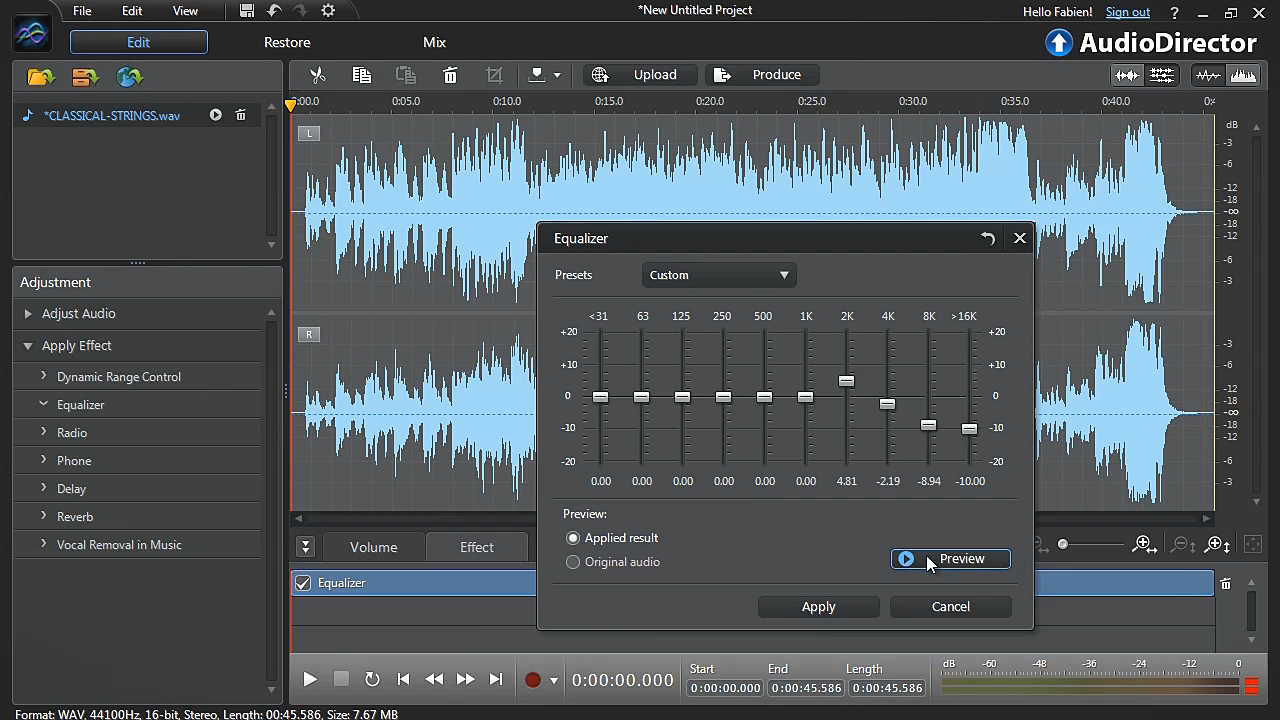 File Edit View *New Untitled Project Hello Fabien! Sign out ?
Edit Restore Mix AudioDirector
Upload Produce
*CLASSICAL-STRINGS.wav
0:00.0 0:05.0 0:10.0 0:15.0 0:20.0 0:25.0 0:30.0 0:35.0 0:40.0
L
dB
-3
-6
-12
-18
-∞
-18
-12
-6
-3
R
-3
-6
-12
-18
-∞
-18
-12
-6
-3
Adjustment
Adjust Audio
Apply Effect
Dynamic Range Control
Equalizer
Radio
Phone
Delay
Reverb
Vocal Removal in Music
Equalizer
Presets Custom
<31 63 125 250 500 1K 2K 4K 8K >16K
+20 +20
+10 +10
0 0
-10 -10
-20 -20
0.00 0.00 0.00 0.00 0.00 0.00 4.81 -2.19 -8.94 -10.00
Preview:
Applied result
Original audio
Preview
Apply Cancel
Volume Effect
Equalizer
0:00:00.000
Start End Length
0:00:00.000 0:00:45.586 0:00:45.586
dB -60 -48 -36 -24 -12 0
Format: WAV, 44100Hz, 16-bit, Stereo, Length: 00:45.586, Size: 7.67 MB